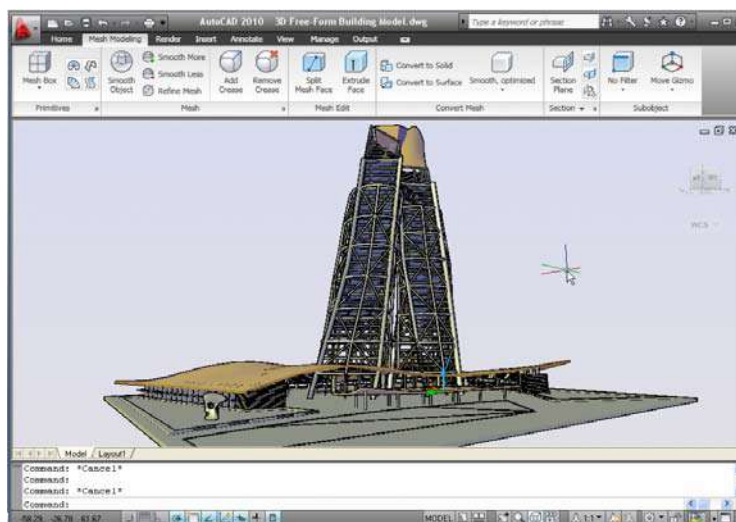 AutoCAD 2010 3D Free-Form Building Model.dwg Type a keyword or phrase
Home Mesh Modeling Render Insert Annotate View Manage Output
Mesh Box
Smooth Object
Smooth More
Smooth Less
Refine Mesh
Add Crease
Remove Crease
Split Mesh Face
Extrude Face
Convert to Solid
Convert to Surface
Smooth, optimized
Section Plane
No Filter
Move Gizmo
Primitives Mesh Mesh Edit Convert Mesh Section Subobject
WCS
Model Layout1
Command: *Cancel*
Command:
Command: *Cancel*
Command:
MODEL 1:1